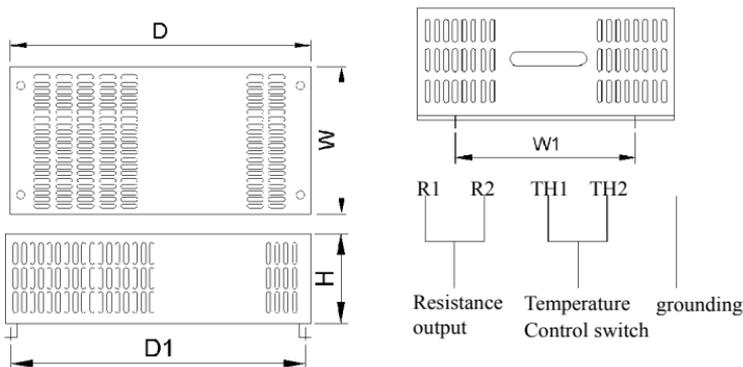 D
W
H
D1
W1
R1 R2 TH1 TH2
Resistance output
Temperature Control switch
grounding